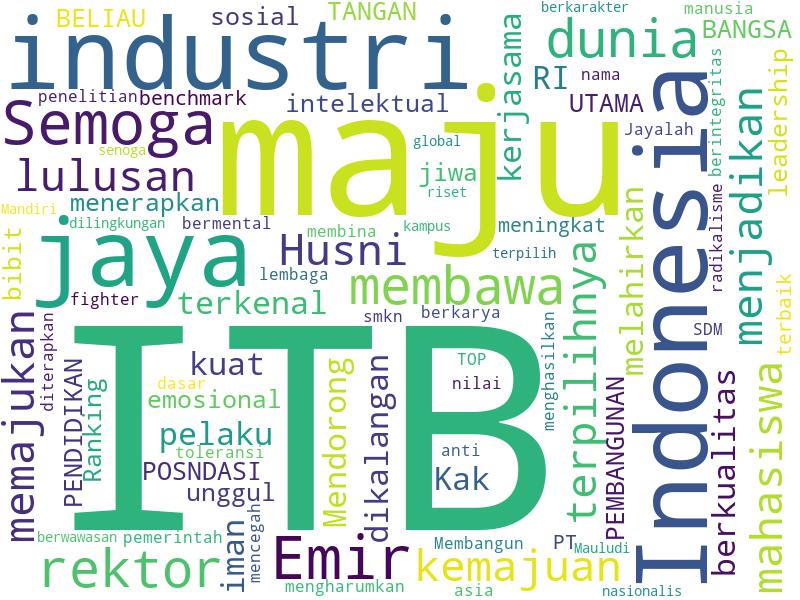 BELIAU
sosial
TANGAN
berkarakter
manusia
industri
dunia
BANGSA
kerjasama
RI
nama
penelitian
benchmark
intelektual
UTAMA
Indonesia
berintegritas
leadership
Semoga
maju
Jayalah
senoga
global
lulusan
jiwa
riset
menjadikan
Mandiri
menerapkan
radikalisme
dilingkungan
bermental
membina
kampus
meningkat
melahirkan
bibit
jaya
Husni
terpilih
terpilihnya
lembaga
membawa
fighter
terkenal
terbaik
smkn
berkarya
memajukan
diterapkan
ITB
menghasilkan
SDM
PENDIDIKAN
Ranking
kuat
Mendorong
dikalangan
TOP
dasar
nilai
mahasiswa
emosional
PEMBANGUNAN
berkualitas
pelaku
toleransi
anti
POSNDASI
Kak
unggul
iman
mencegah
berwawasan
pemerintah
Emir
Membangun
PT
Mauludi
rektor
kemajuan
mengharumkan
asia
nasionalis